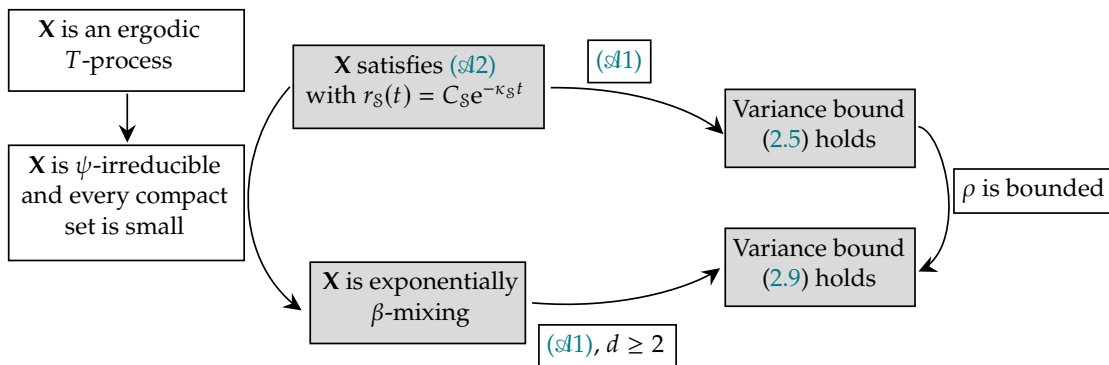 𝐗 is an ergodic
T-process
𝐗 is ψ-irreducible
and every compact
set is small
𝐗 satisfies (𝒜2)
with r_𝒮(t) = C_𝒮e^{−κ_𝒮t}
(𝒜1)
Variance bound
(2.5) holds
ρ is bounded
Variance bound
(2.9) holds
𝐗 is exponentially
β-mixing
(𝒜1), d ≥ 2